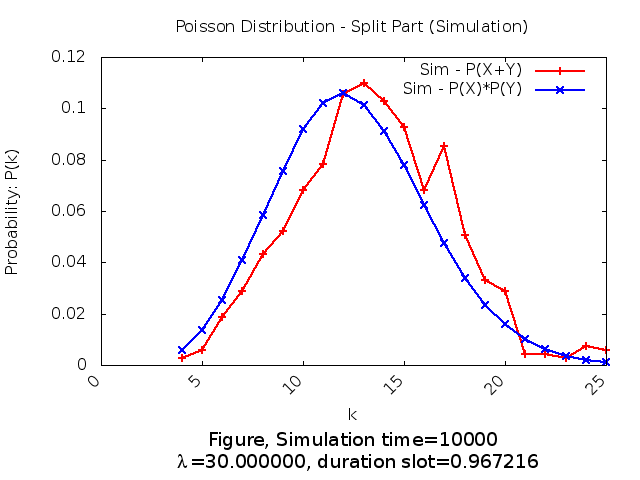 Poisson Distribution - Split Part (Simulation)
0.12
0.1
0.08
0.06
0.04
0.02
0
Probability: P(k)
Sim - P(X+Y)
Sim - P(X)*P(Y)
0
5
10
15
20
25
k
Figure, Simulation time=10000
λ=30.000000, duration slot=0.967216